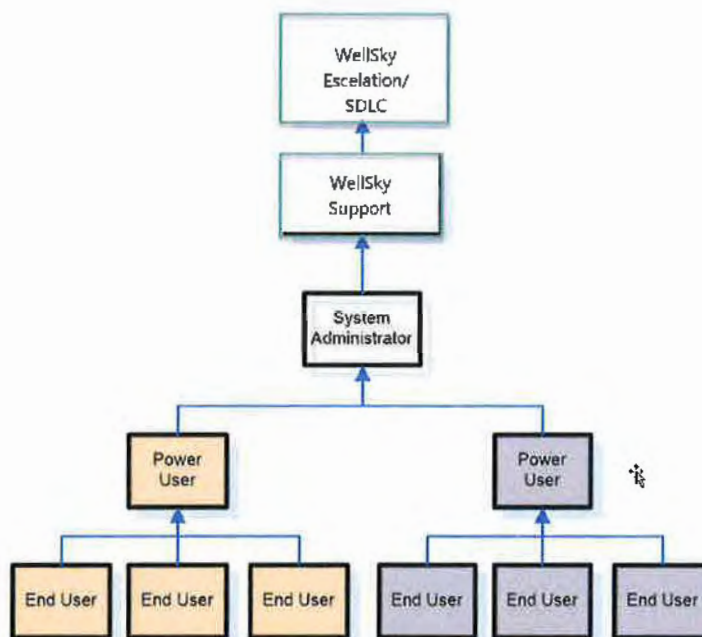 WellSky
Escelation/
SDLC
WellSky
Support
System
Administrator
Power
User
Power
User
End User
End User
End User
End User
End User
End User